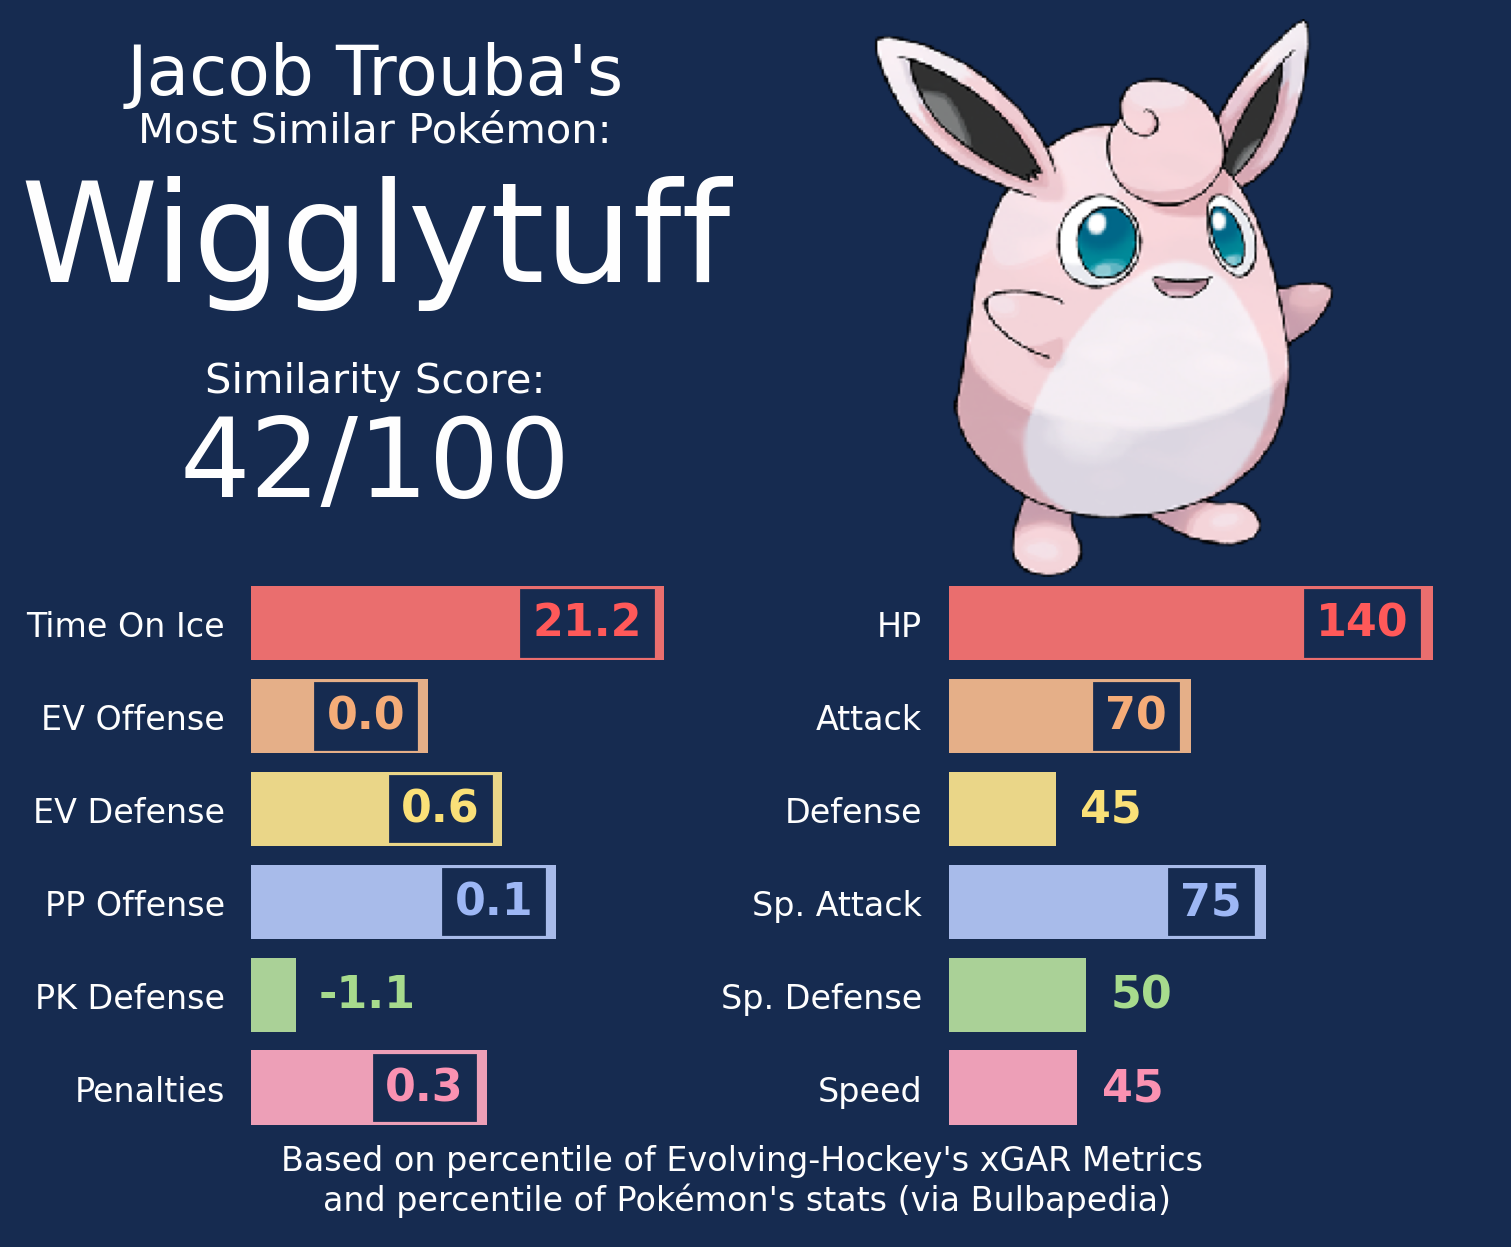 Jacob Trouba's
Most Similar Pokémon:
Wigglytuff
Similarity Score:
42/100
Time On Ice 21.2
EV Offense 0.0
EV Defense 0.6
PP Offense 0.1
PK Defense -1.1
Penalties 0.3
HP 140
Attack 70
Defense 45
Sp. Attack 75
Sp. Defense 50
Speed 45
Based on percentile of Evolving-Hockey's xGAR Metrics
and percentile of Pokémon's stats (via Bulbapedia)